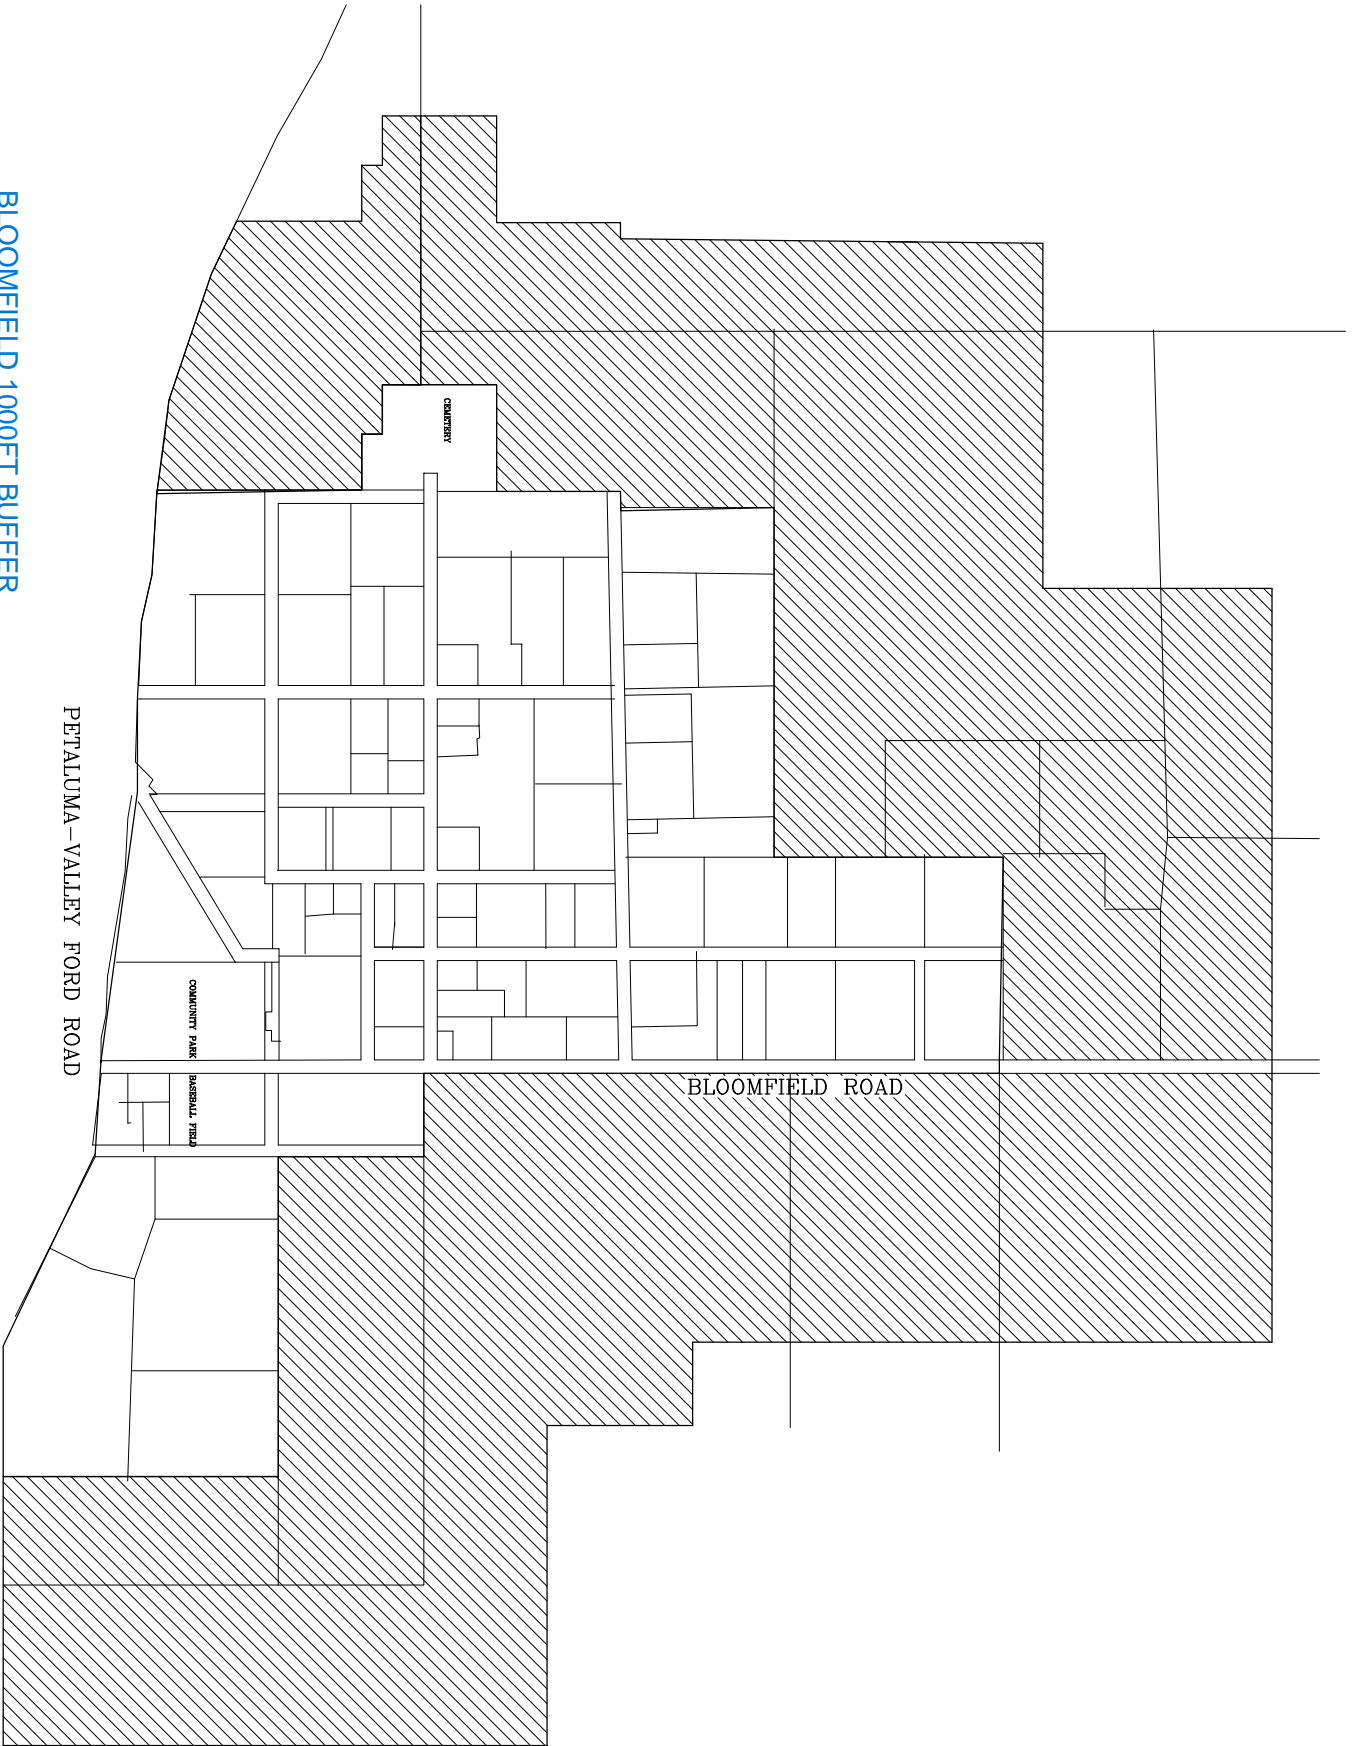 BLOOMFIELD 1000FT BUFFER
CEMETERY
PETALUMA-VALLEY FORD ROAD
COMMUNITY PARK BASEBALL FIELD
BLOOMFIELD ROAD